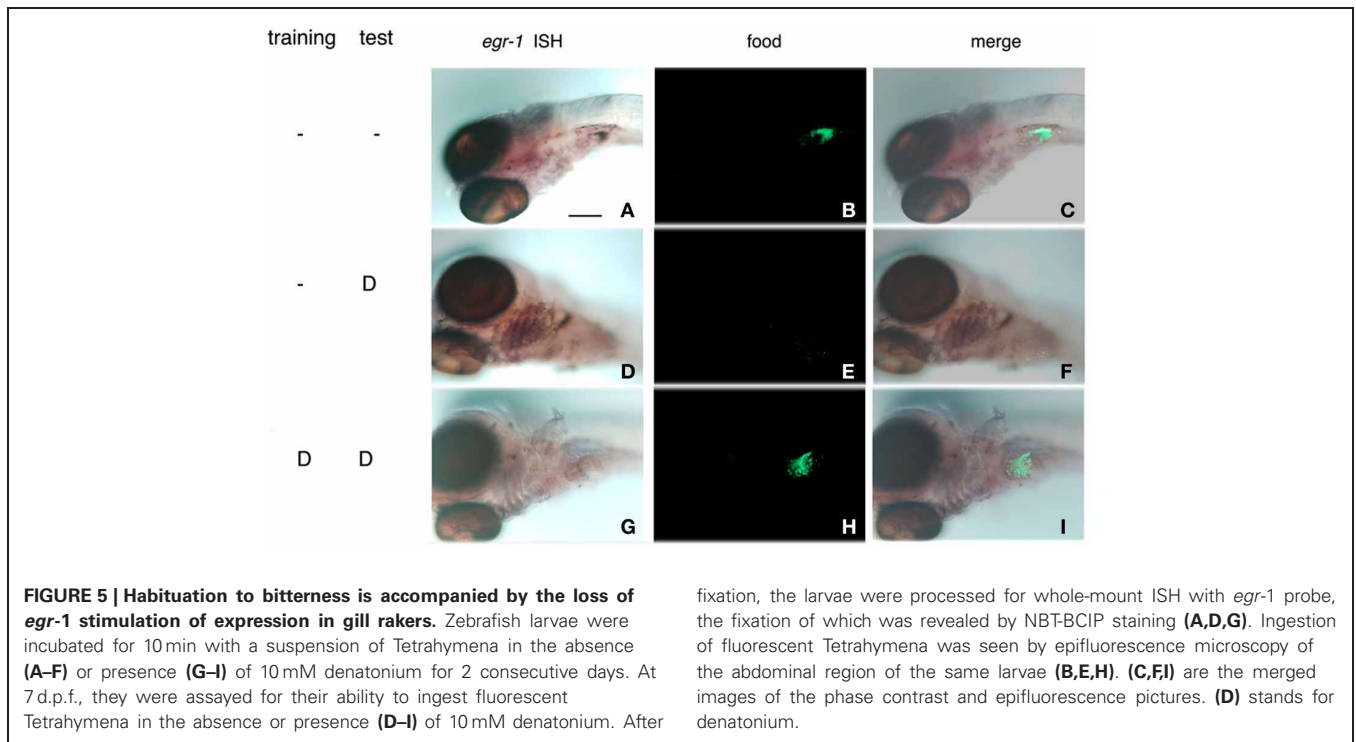 training test egr-1 ISH food merge
- -
A B C
- D
D E F
D D
G H I
FIGURE 5 | Habituation to bitterness is accompanied by the loss of
egr-1 stimulation of expression in gill rakers. Zebrafish larvae were
incubated for 10 min with a suspension of Tetrahymena in the absence
(A–F) or presence (G–I) of 10 mM denatonium for 2 consecutive days. At
7 d.p.f., they were assayed for their ability to ingest fluorescent
Tetrahymena in the absence or presence (D–I) of 10 mM denatonium. After
fixation, the larvae were processed for whole-mount ISH with egr-1 probe,
the fixation of which was revealed by NBT-BCIP staining (A,D,G). Ingestion
of fluorescent Tetrahymena was seen by epifluorescence microscopy of
the abdominal region of the same larvae (B,E,H). (C,F,I) are the merged
images of the phase contrast and epifluorescence pictures. (D) stands for
denatonium.